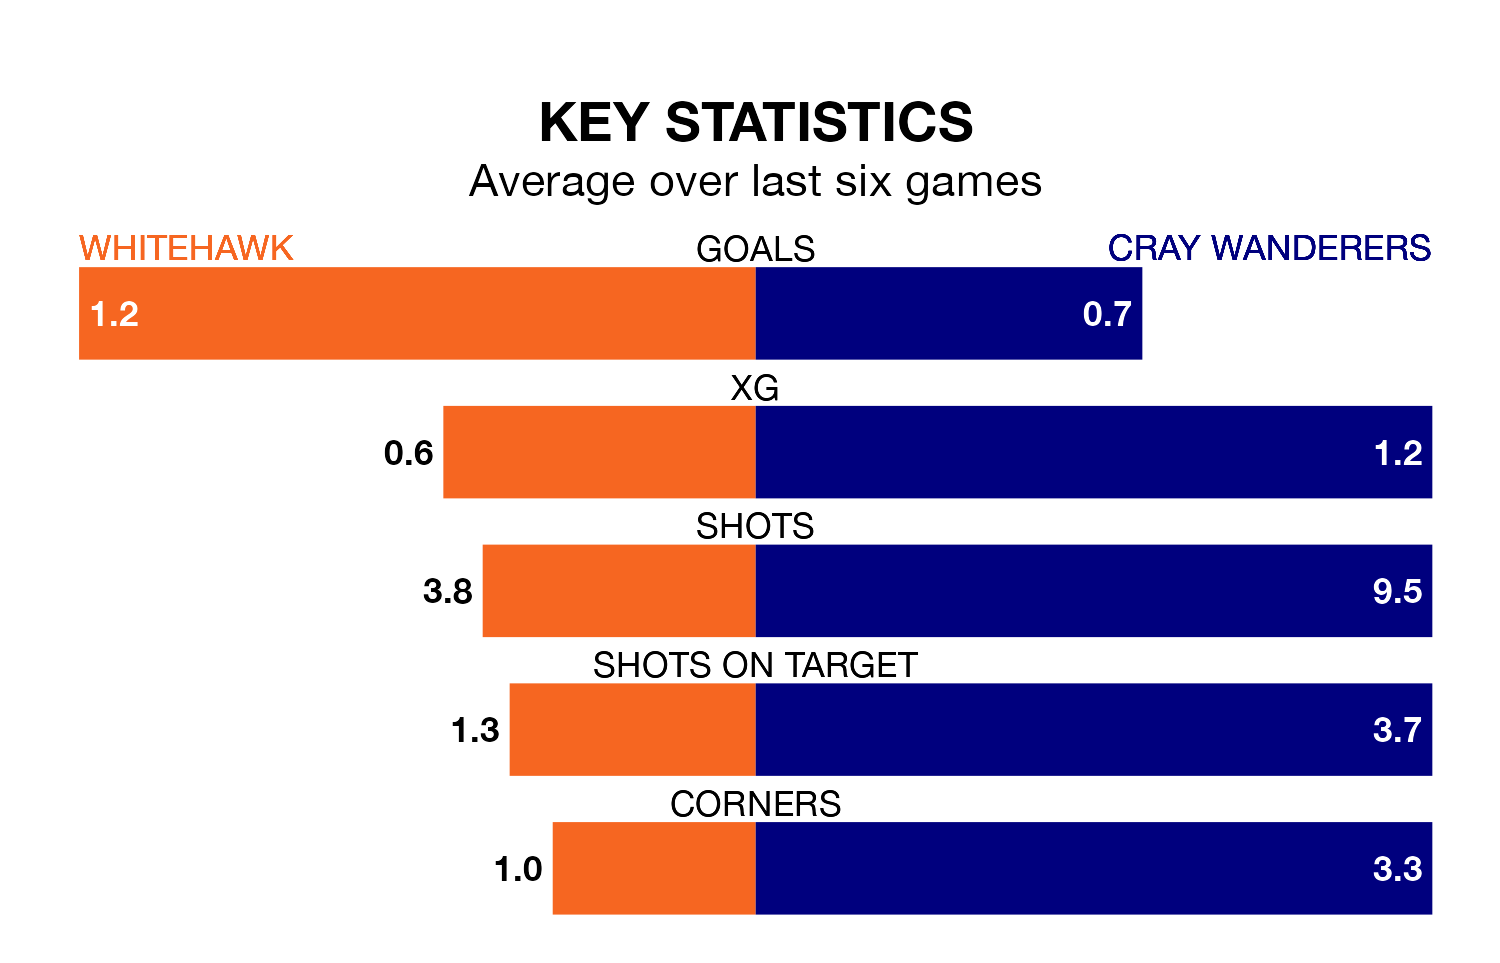 KEY STATISTICS
Average over last six games
WHITEHAWK GOALS CRAY WANDERERS
1.2 0.7
XG
0.6 1.2
SHOTS
3.8 9.5
SHOTS ON TARGET
1.3 3.7
CORNERS
1.0 3.3